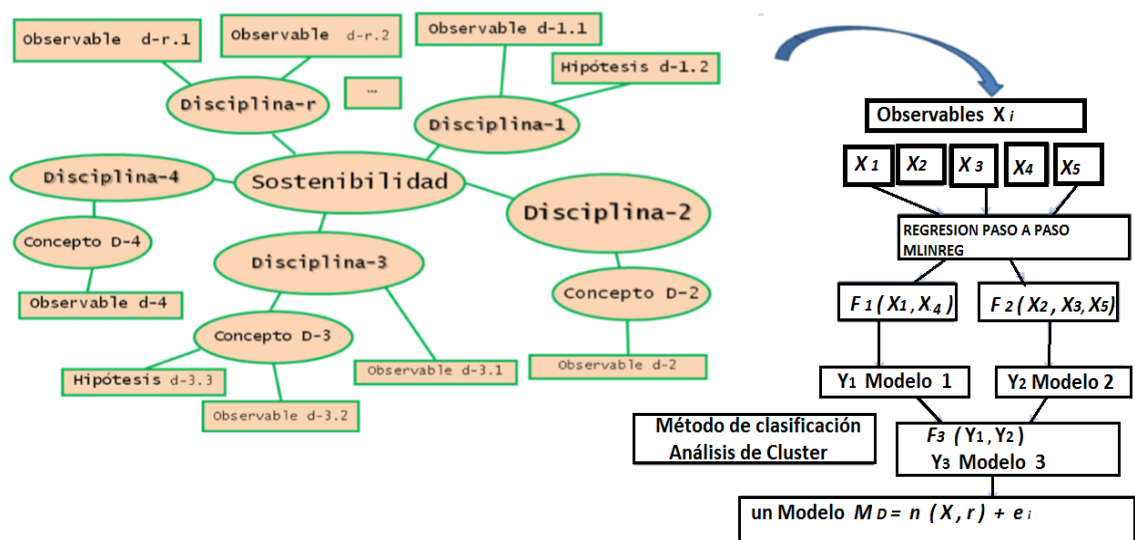 Observable d-r.1
Observable d-r.2
Observable d-1.1
Hipótesis d-1.2
...
Disciplina-r
Disciplina-1
Disciplina-4
Sostenibilidad
Disciplina-2
Concepto D-4
Disciplina-3
Observable d-4
Concepto D-2
Concepto D-3
Hipótesis d-3.3
Observable d-3.1
Observable d-2
Observable d-3.2
Observables X i
X 1
X2
X 3
X4
X5
REGRESION PASO A PASO
MLINREG
F 1 ( X1, X 4 )
F 2 ( X2 , X3, X5)
Y1 Modelo 1
Y2 Modelo 2
Método de clasificación
Análisis de Cluster
F3 ( Y1 , Y2 )
Y3 Modelo 3
un Modelo M D = n ( X , r ) + e i